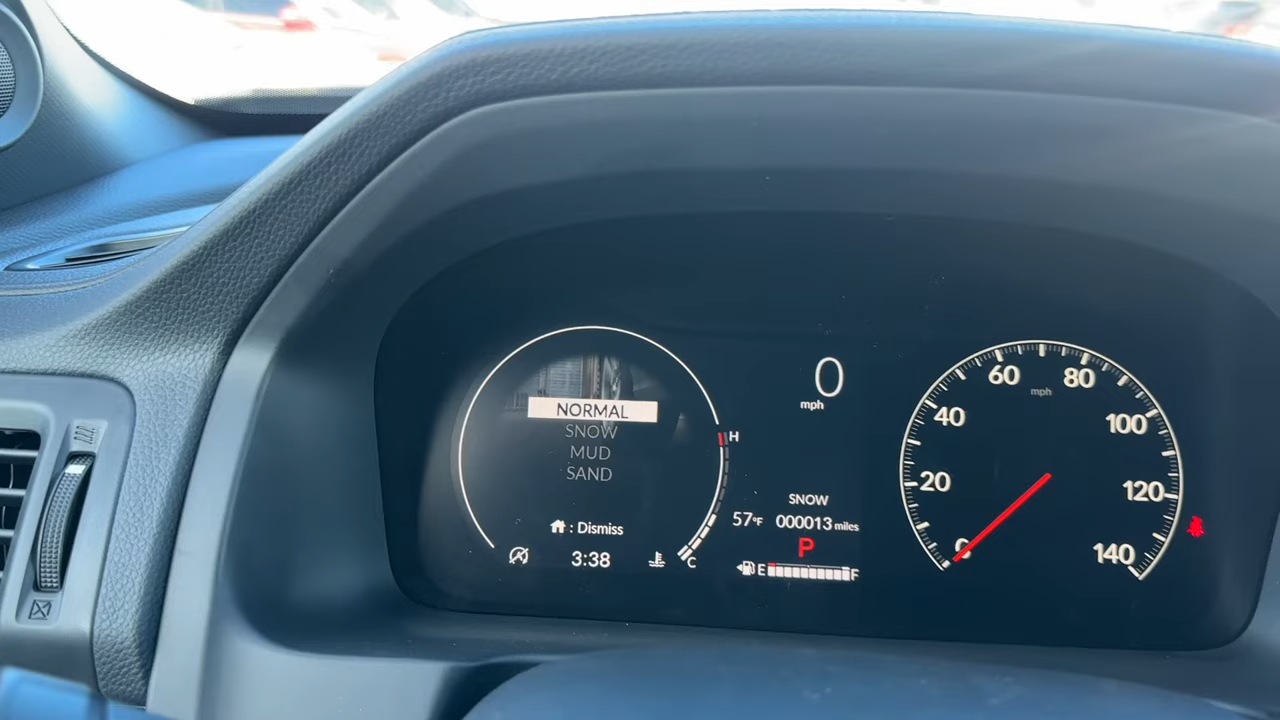 NORMAL
SNOW
MUD
SAND
: Dismiss
3:38
H
C
0
mph
SNOW
57°F 000013 miles
P
E F
0
20
40
60
mph
80
100
120
140